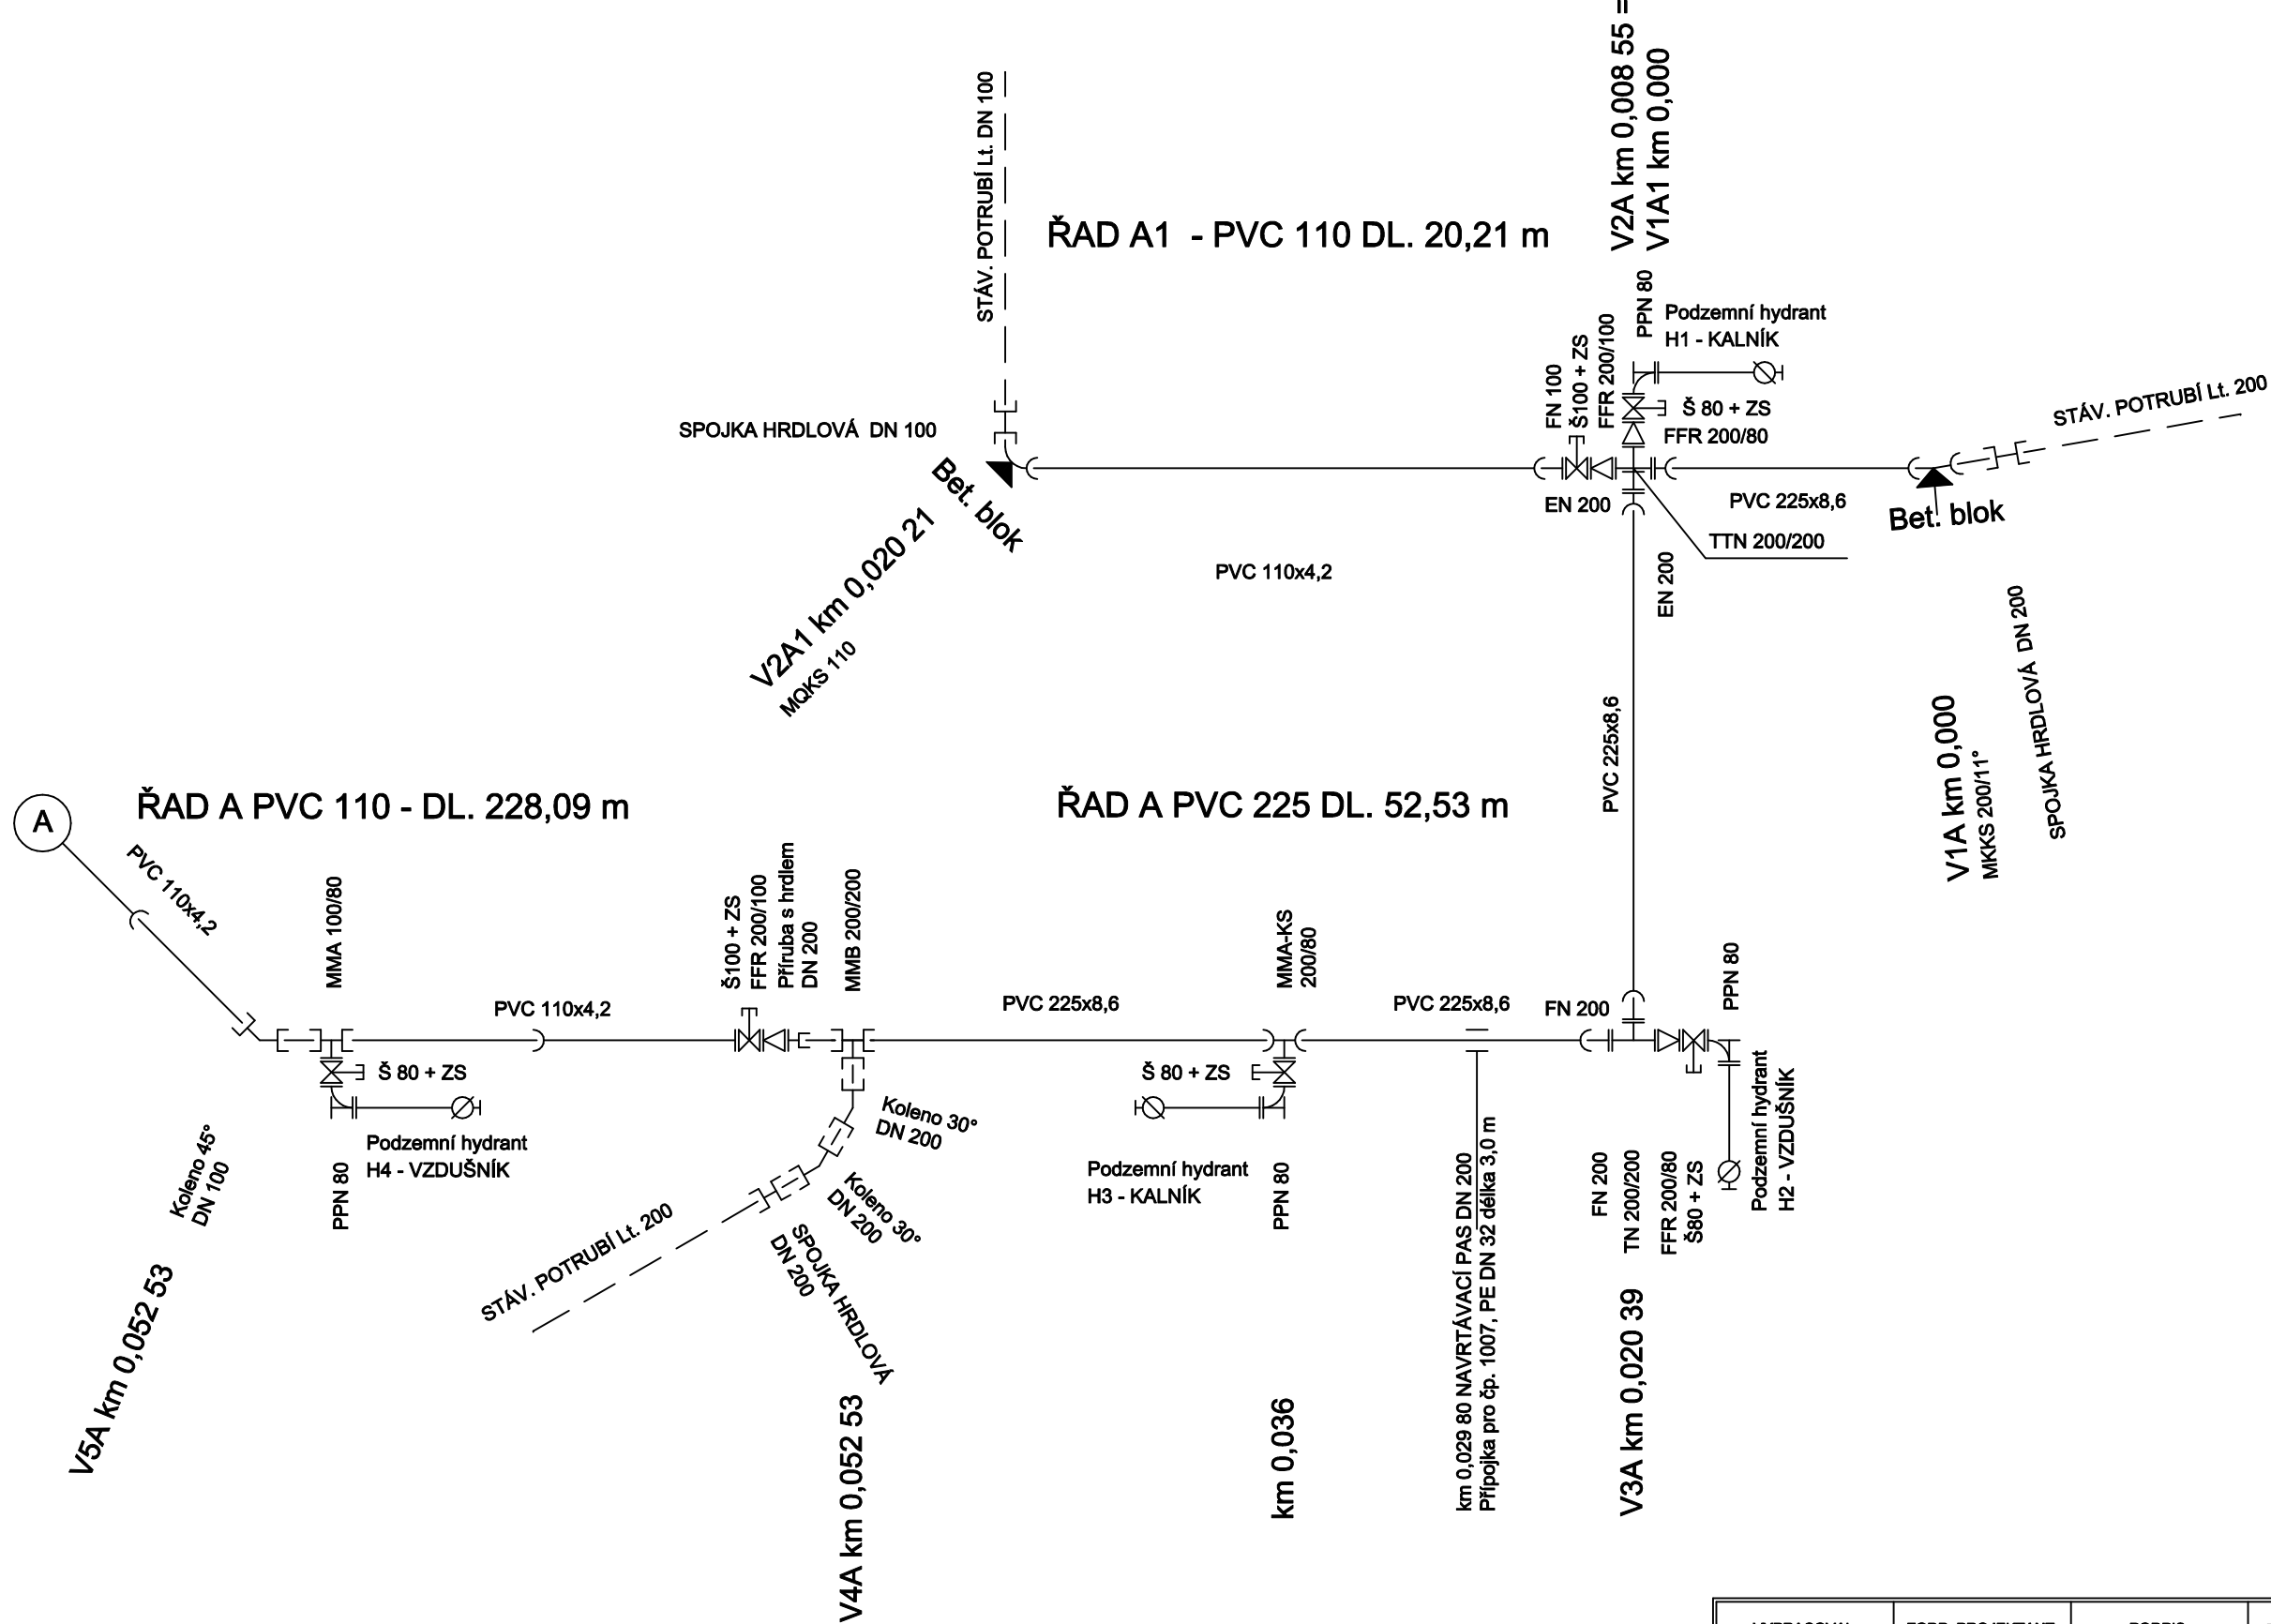 V2A km 0,008 55 =
V1A1 km 0,000
STÁV. POTRUBÍ Lt. DN 100
ŘAD A1 - PVC 110 DL. 20,21 m
PPN 80
Podzemní hydrant
H1 - KALNÍK
FN 100
Š100 + ZS
FFR 200/100
Š 80 + ZS
FFR 200/80
STÁV. POTRUBÍ Lt. 200
SPOJKA HRDLOVÁ DN 100
Bet. blok
EN 200
PVC 225x8,6
Bet. blok
TTN 200/200
V2A1 km 0,020 21
MQKS 110
PVC 110x4,2
EN 200
SPOJKA HRDLOVÁ DN 200
V1A km 0,000
MKKS 200/11°
PVC 225x8,6
A
ŘAD A PVC 110 - DL. 228,09 m
ŘAD A PVC 225 DL. 52,53 m
PVC 110x4,2
MMA 100/80
Š100 + ZS
FFR 200/100
Příruba s hrdlem
DN 200
MMB 200/200
MMA-KS
200/80
PPN 80
PVC 110x4,2
PVC 225x8,6
PVC 225x8,6
FN 200
Š 80 + ZS
Š 80 + ZS
Koleno 30°
DN 200
Podzemní hydrant
H4 - VZDUŠNÍK
Koleno 45°
DN 100
PPN 80
Podzemní hydrant
H3 - KALNÍK
PPN 80
Podzemní hydrant
H2 - VZDUŠNÍK
Koleno 30°
DN 200
STÁV. POTRUBÍ Lt. 200
SPOJKA HRDLOVÁ
DN 200
FN 200
TN 200/200
FFR 200/80
Š80 + ZS
km 0,029 80 NAVRTÁVACÍ PAS DN 200
Přípojka pro čp. 1007, PE DN 32 délka 3,0 m
V5A km 0,052 53
V4A km 0,052 53
km 0,036
V3A km 0,020 39